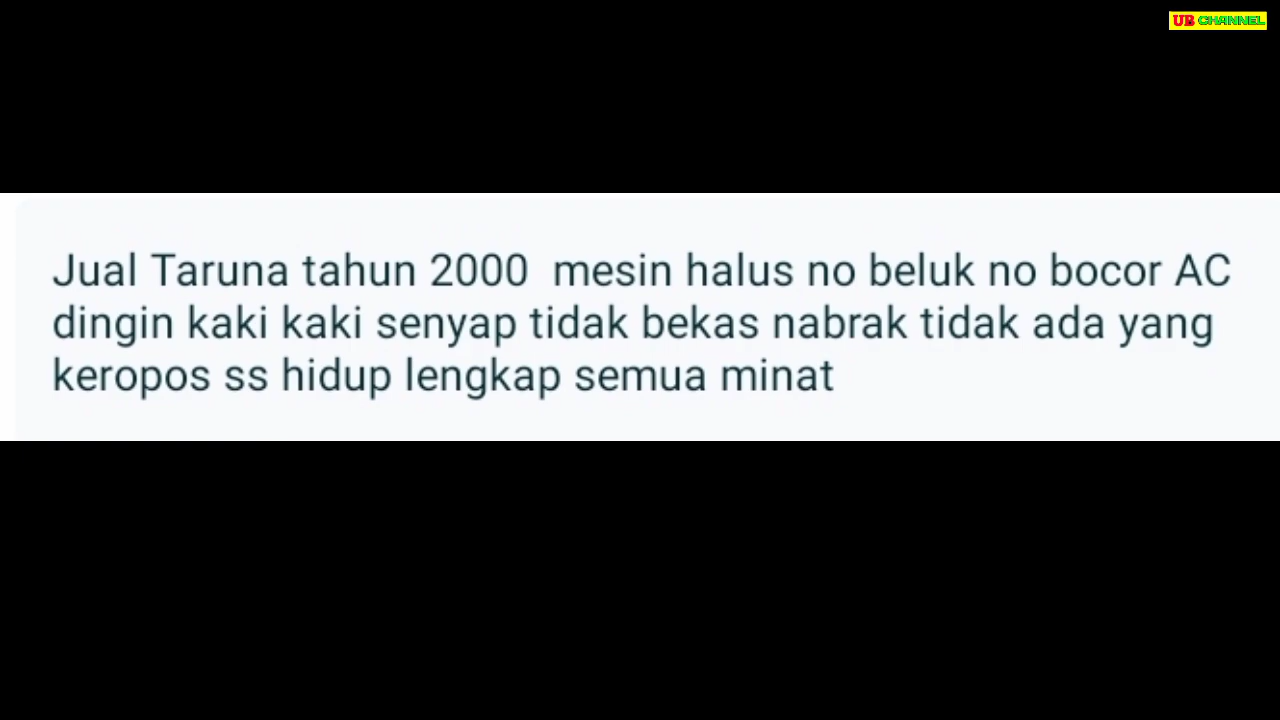 UB CHANNEL
Jual Taruna tahun 2000  mesin halus no beluk no bocor AC
dingin kaki kaki senyap tidak bekas nabrak tidak ada yang
keropos ss hidup lengkap semua minat